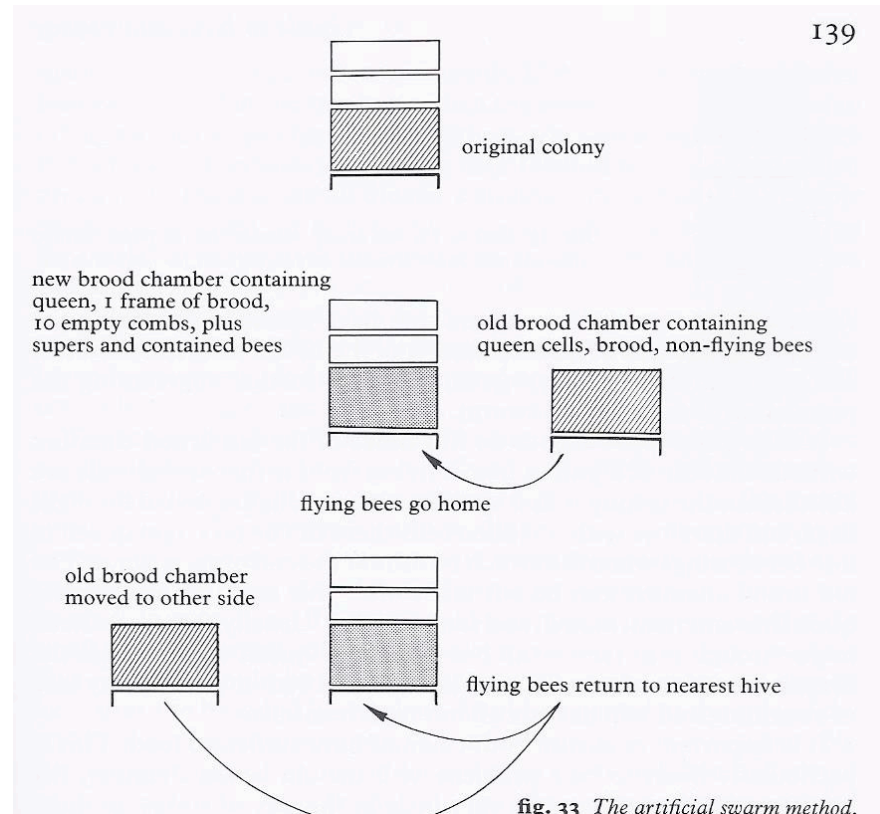 139
original colony
new brood chamber containing
queen, 1 frame of brood,
10 empty combs, plus
supers and contained bees
old brood chamber containing
queen cells, brood, non-flying bees
flying bees go home
old brood chamber
moved to other side
flying bees return to nearest hive
fig. 33 The artificial swarm method.